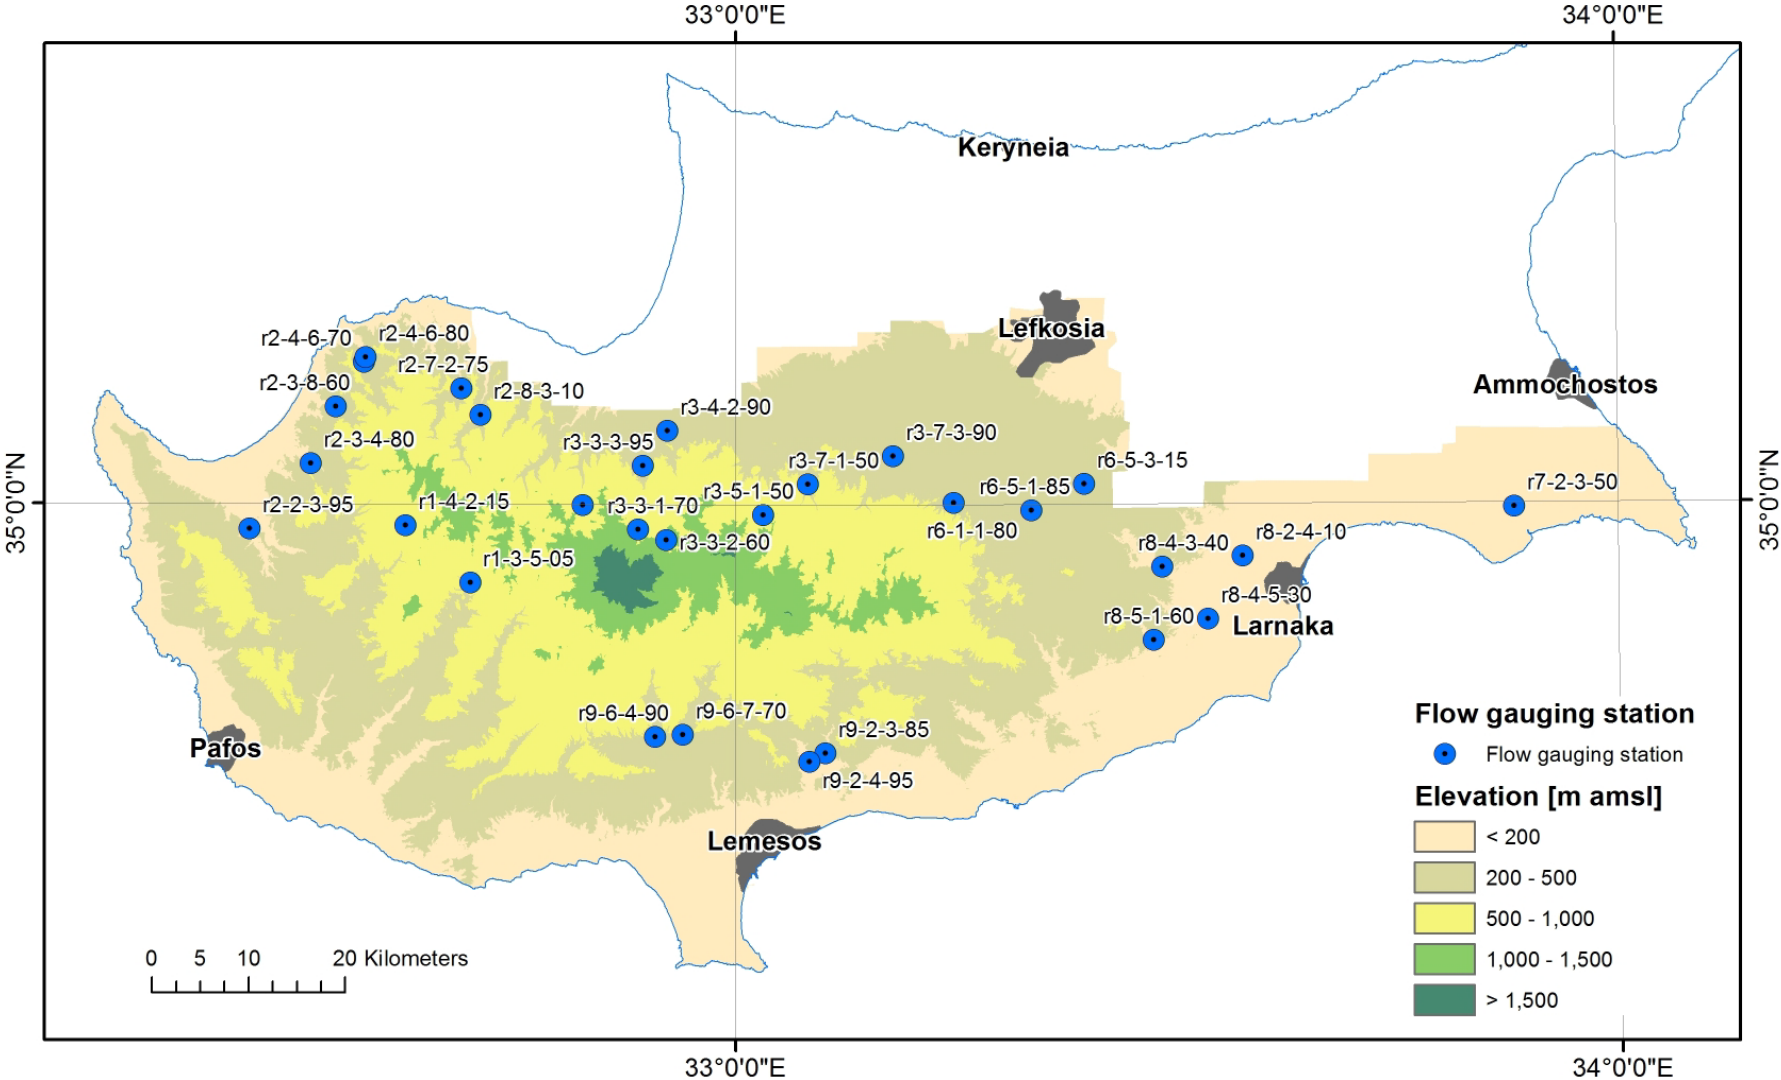 33°0'0"E
34°0'0"E
Keryneia
Lefkosia
r2-4-6-70
r2-4-6-80
r2-7-2-75
r2-3-8-60
r2-8-3-10
Ammochostos
r3-4-2-90
r2-3-4-80
r3-3-3-95
r3-7-3-90
r3-7-1-50
r6-5-3-15
35°0'0"N
r2-2-3-95
r1-4-2-15
r3-3-1-70
r3-5-1-50
r6-5-1-85
r7-2-3-50
35°0'0"N
r6-1-1-80
r8-2-4-10
r3-3-2-60
r8-4-3-40
r1-3-5-05
r8-4-5-30
r8-5-1-60
Larnaka
r9-6-4-90
r9-6-7-70
Flow gauging station
r9-2-3-85
Pafos
Flow gauging station
r9-2-4-95
Elevation [m amsl]
Lemesos
< 200
200 - 500
500 - 1,000
1,000 - 1,500
> 1,500
0 5 10 20 Kilometers
33°0'0"E
34°0'0"E